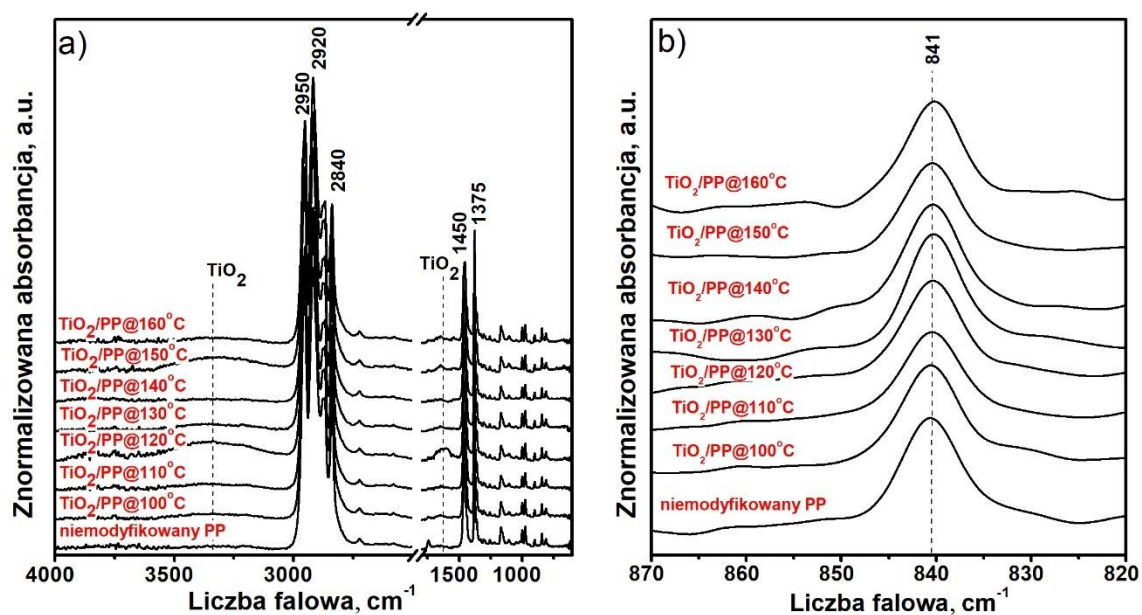 a)
Znormalizowana absorbancja, a.u.
2950
2920
2840
1450
1375
TiO2
TiO2
TiO2/PP@160°C
TiO2/PP@150°C
TiO2/PP@140°C
TiO2/PP@130°C
TiO2/PP@120°C
TiO2/PP@110°C
TiO2/PP@100°C
niemodyfikowany PP
4000 3500 3000 1500 1000
Liczba falowa, cm-1
b)
Znormalizowana absorbancja, a.u.
841
TiO2/PP@160°C
TiO2/PP@150°C
TiO2/PP@140°C
TiO2/PP@130°C
TiO2/PP@120°C
TiO2/PP@110°C
TiO2/PP@100°C
niemodyfikowany PP
870 860 850 840 830 820
Liczba falowa, cm-1